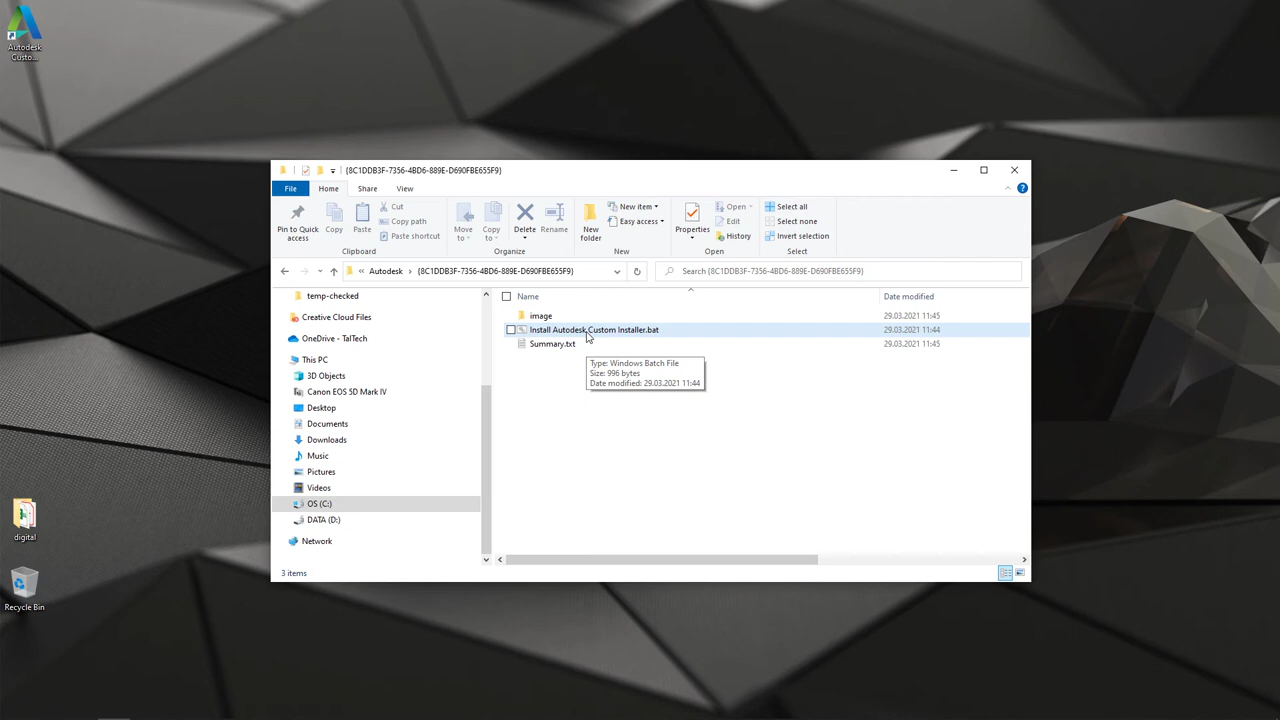 Autodesk
Custo...
{8C1DDB3F-7356-4BD6-889E-D690FBE655F9}
File
Home
Share
View
Pin to Quick
access
Copy
Paste
Cut
Copy path
Paste shortcut
Clipboard
Move
to
Copy
to
Delete
Rename
Organize
New
folder
New item
Easy access
New
Properties
Open
Edit
History
Open
Select all
Select none
Invert selection
Select
« Autodesk > {8C1DDB3F-7356-4BD6-889E-D690FBE655F9}
Search {8C1DDB3F-7356-4BD6-889E-D690FBE655F9}
temp-checked
Creative Cloud Files
OneDrive - TalTech
This PC
3D Objects
Canon EOS 5D Mark IV
Desktop
Documents
Downloads
Music
Pictures
Videos
OS (C:)
DATA (D:)
Network
Name
Date modified
image
29.03.2021 11:45
Install Autodesk Custom Installer.bat
29.03.2021 11:44
Summary.txt
29.03.2021 11:45
Type: Windows Batch File
Size: 996 bytes
Date modified: 29.03.2021 11:44
3 items
digital
Recycle Bin